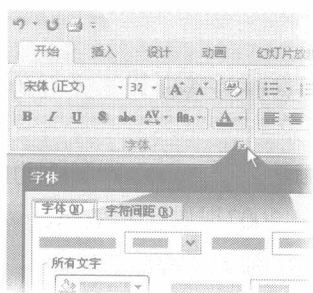 开始 插入 设计 动画 幻灯片放
宋体 (正文) 32 A A
B I U S abc AV Aa A
字体
字体
字体(N) 字符间距(R)
所有文字